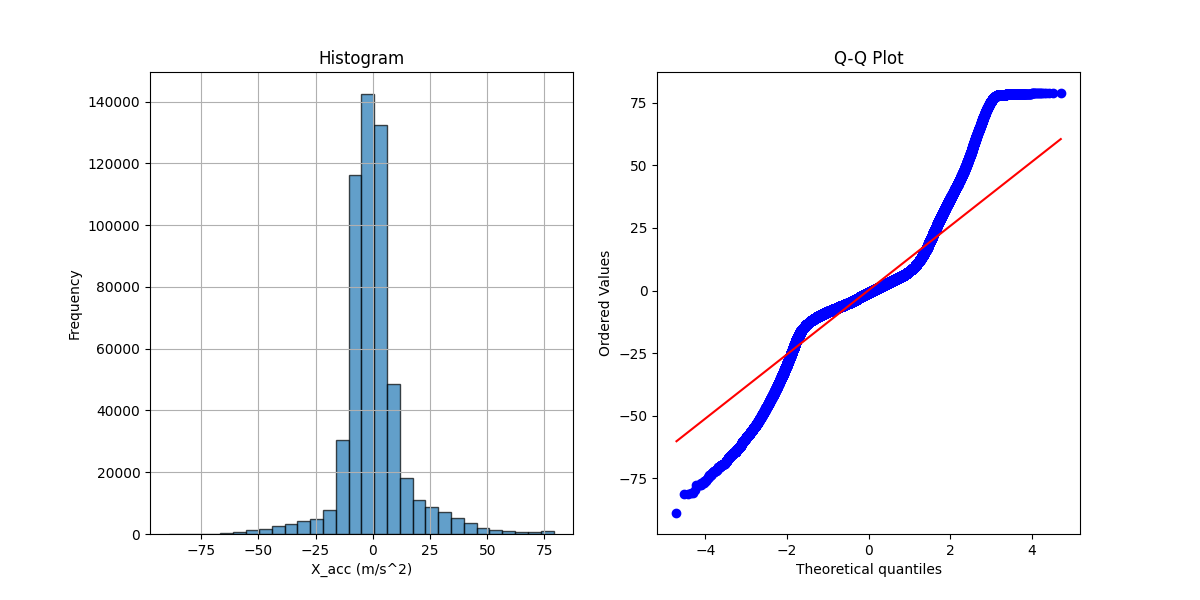 Histogram
140000
120000
100000
80000
60000
40000
20000
0
Frequency
−75 −50 −25 0 25 50 75
X_acc (m/s^2)
Q-Q Plot
75
50
25
0
−25
−50
−75
Ordered Values
−4 −2 0 2 4
Theoretical quantiles